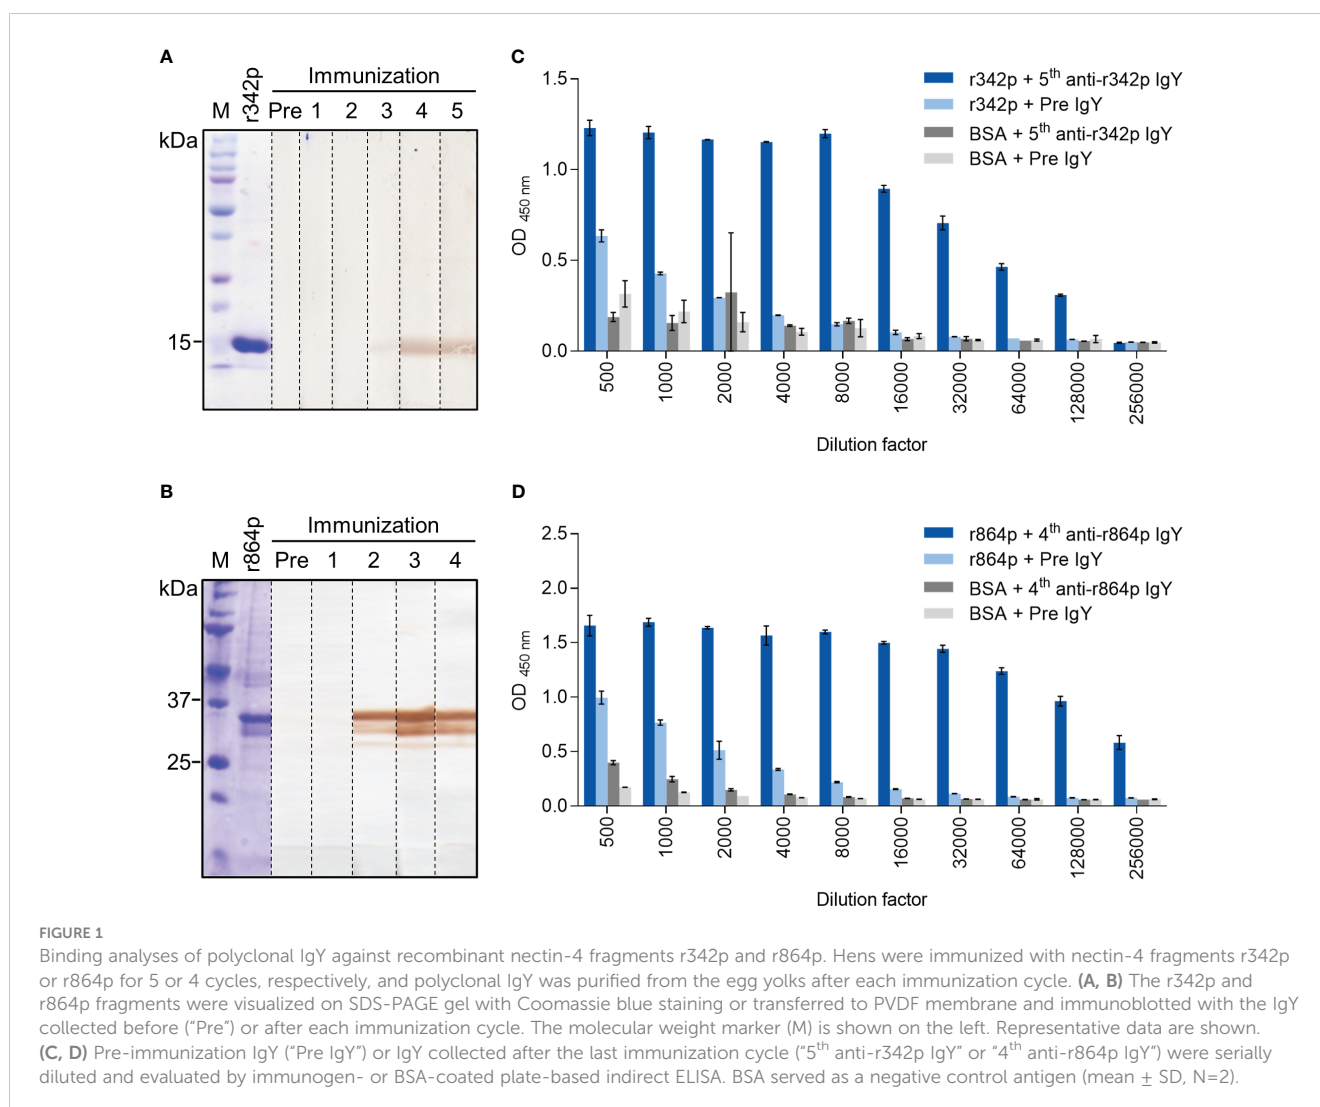 A
Immunization
M r342p Pre 1 2 3 4 5
kDa
15
C
1.5
1.0
0.5
0.0
OD 450 nm
r342p + 5th anti-r342p IgY
r342p + Pre IgY
BSA + 5th anti-r342p IgY
BSA + Pre IgY
500 1000 2000 4000 8000 16000 32000 64000 128000 256000
Dilution factor
B
Immunization
M r864p Pre 1 2 3 4
kDa
37
25
D
2.5
2.0
1.5
1.0
0.5
0.0
OD 450 nm
r864p + 4th anti-r864p IgY
r864p + Pre IgY
BSA + 4th anti-r864p IgY
BSA + Pre IgY
500 1000 2000 4000 8000 16000 32000 64000 128000 256000
Dilution factor
FIGURE 1
Binding analyses of polyclonal IgY against recombinant nectin-4 fragments r342p and r864p. Hens were immunized with nectin-4 fragments r342p
or r864p for 5 or 4 cycles, respectively, and polyclonal IgY was purified from the egg yolks after each immunization cycle. (A, B) The r342p and
r864p fragments were visualized on SDS-PAGE gel with Coomassie blue staining or transferred to PVDF membrane and immunoblotted with the IgY
collected before (“Pre”) or after each immunization cycle. The molecular weight marker (M) is shown on the left. Representative data are shown.
(C, D) Pre-immunization IgY (“Pre IgY”) or IgY collected after the last immunization cycle (“5th anti-r342p IgY” or “4th anti-r864p IgY”) were serially
diluted and evaluated by immunogen- or BSA-coated plate-based indirect ELISA. BSA served as a negative control antigen (mean ± SD, N=2).